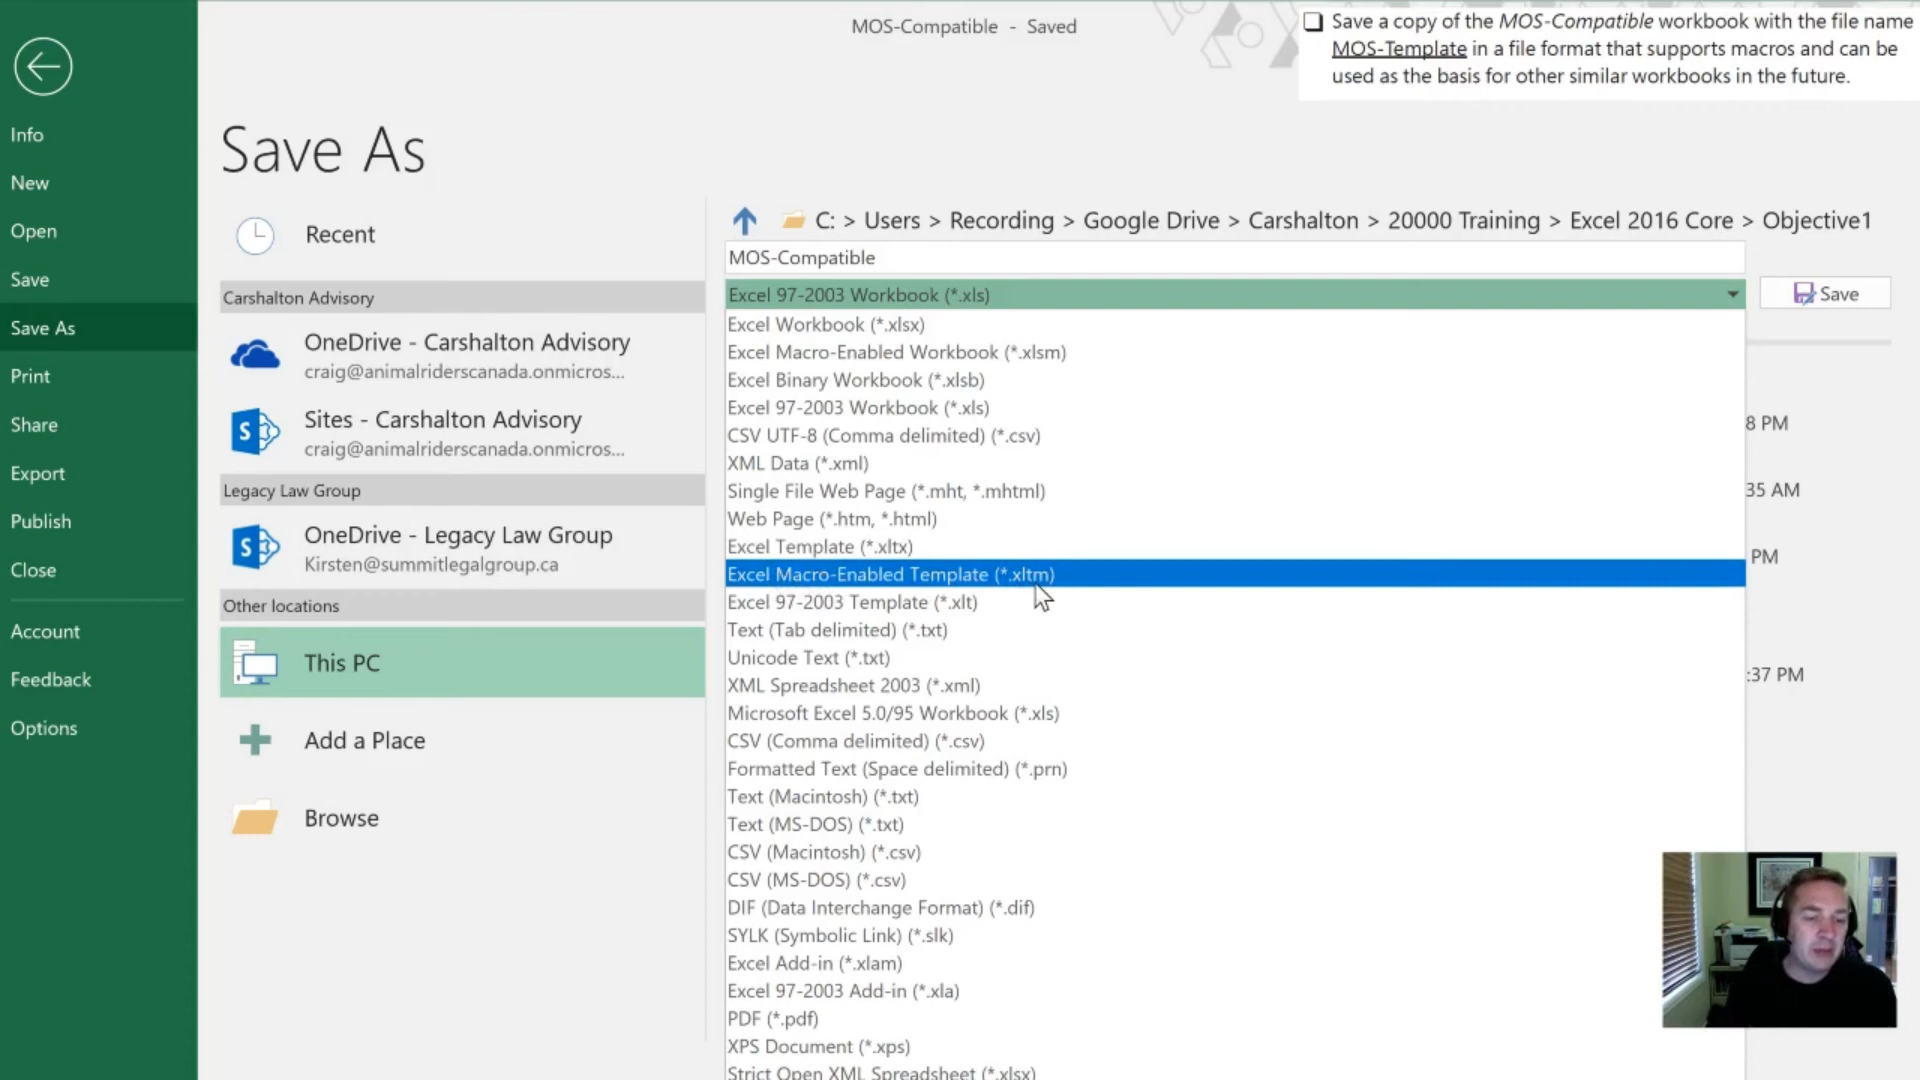 MOS-Compatible - Saved
Save a copy of the MOS-Compatible workbook with the file name
MOS-Template in a file format that supports macros and can be
used as the basis for other similar workbooks in the future.
Info
New
Open
Save
Save As
Print
Share
Export
Publish
Close
Account
Feedback
Options
Save As
Recent
Carshalton Advisory
OneDrive - Carshalton Advisory
craig@animalriderscanada.onmicros...
Sites - Carshalton Advisory
craig@animalriderscanada.onmicros...
Legacy Law Group
OneDrive - Legacy Law Group
Kirsten@summitlegalgroup.ca
Other locations
This PC
Add a Place
Browse
C: > Users > Recording > Google Drive > Carshalton > 20000 Training > Excel 2016 Core > Objective1
MOS-Compatible
Excel 97-2003 Workbook (*.xls)
Save
Excel Workbook (*.xlsx)
Excel Macro-Enabled Workbook (*.xlsm)
Excel Binary Workbook (*.xlsb)
Excel 97-2003 Workbook (*.xls)
CSV UTF-8 (Comma delimited) (*.csv)
XML Data (*.xml)
Single File Web Page (*.mht, *.mhtml)
Web Page (*.htm, *.html)
Excel Template (*.xltx)
Excel Macro-Enabled Template (*.xltm)
Excel 97-2003 Template (*.xlt)
Text (Tab delimited) (*.txt)
Unicode Text (*.txt)
XML Spreadsheet 2003 (*.xml)
Microsoft Excel 5.0/95 Workbook (*.xls)
CSV (Comma delimited) (*.csv)
Formatted Text (Space delimited) (*.prn)
Text (Macintosh) (*.txt)
Text (MS-DOS) (*.txt)
CSV (Macintosh) (*.csv)
CSV (MS-DOS) (*.csv)
DIF (Data Interchange Format) (*.dif)
SYLK (Symbolic Link) (*.slk)
Excel Add-in (*.xlam)
Excel 97-2003 Add-in (*.xla)
PDF (*.pdf)
XPS Document (*.xps)
Strict Open XML Spreadsheet (*.xlsx)
8 PM
35 AM
PM
:37 PM